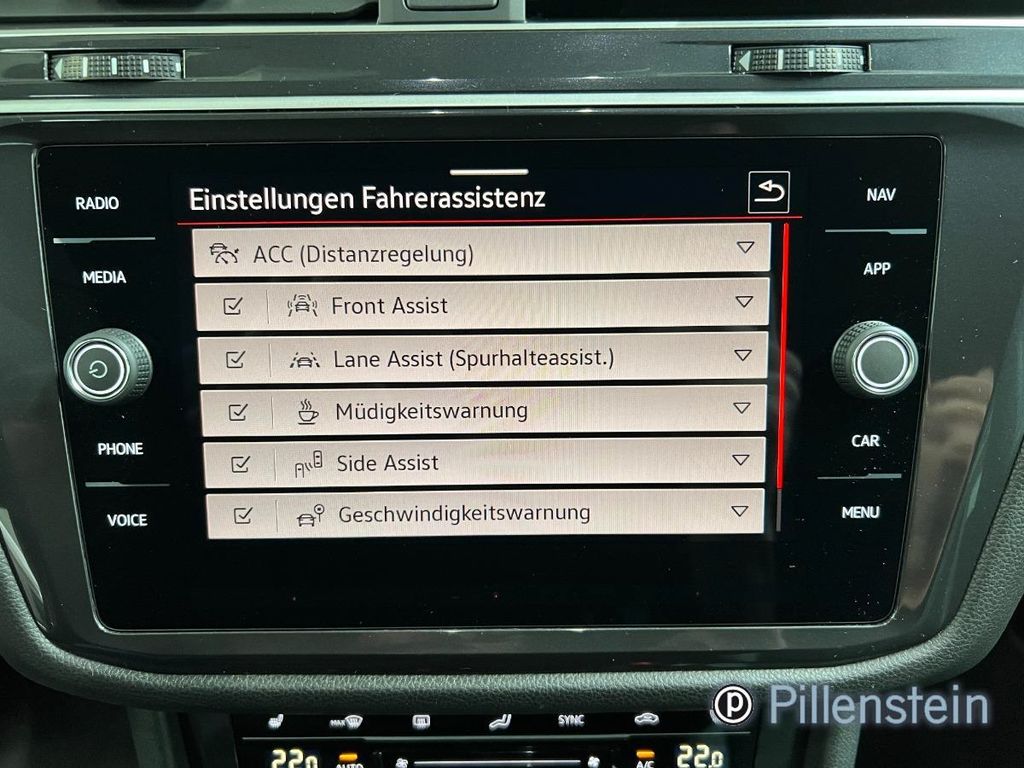 RADIO
MEDIA
PHONE
VOICE
Einstellungen Fahrerassistenz
ACC (Distanzregelung)
Front Assist
Lane Assist (Spurhalteassist.)
Müdigkeitswarnung
Side Assist
Geschwindigkeitswarnung
NAV
APP
CAR
MENU
P Pillenstein
MAX
SYNC
22.0
AUTO
A/C
22.0